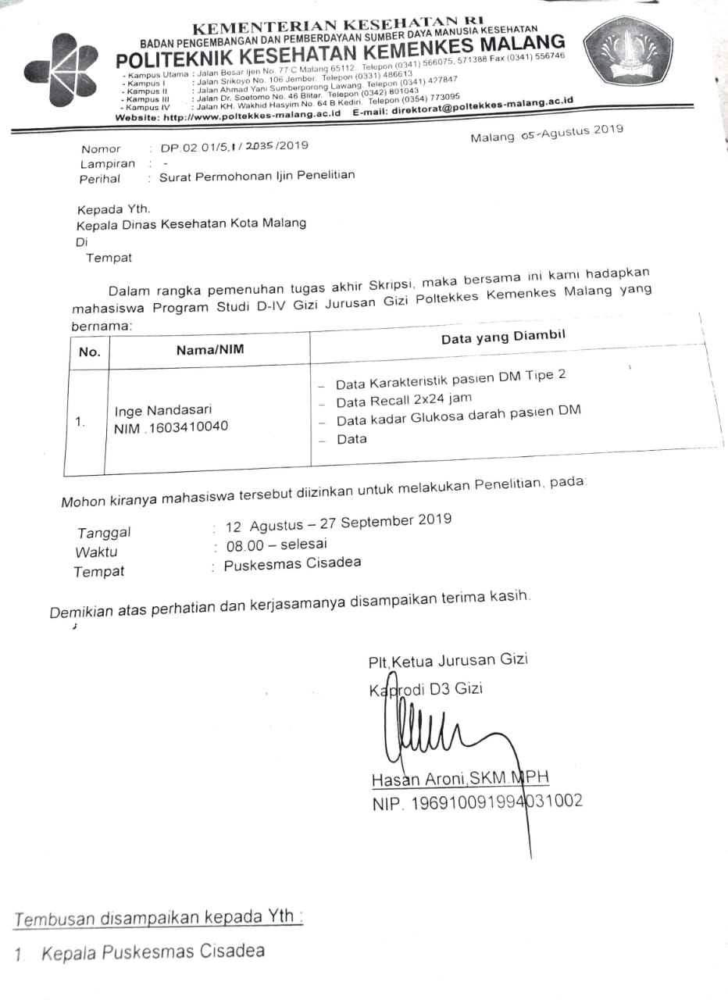 KEMENTERIAN KESEHATAN RI
BADAN PENGEMBANGAN DAN PEMBERDAYAAN SUMBER DAYA MANUSIA KESEHATAN
POLITEKNIK KESEHATAN KEMENKES MALANG
- Kampus Utama : Jalan Besar Ijen No. 77 C Malang 65112. Telepon (0341) 566075, 571388 Fax (0341) 556746
- Kampus I : Jalan Srikoyo No. 106 Jember. Telepon (0331) 486613
- Kampus II : Jalan Ahmad Yani Sumberporong Lawang. Telepon (0341) 427847
- Kampus III : Jalan Dr. Soetomo No. 46 Blitar. Telepon (0342) 801043
- Kampus IV : Jalan KH. Wakhid Hasyim No. 64 B Kediri. Telepon (0354) 773095
Website: http://www.poltekkes-malang.ac.id E-mail: direktorat@poltekkes-malang.ac.id
Malang 05-Agustus 2019
Nomor : DP.02 01/5.1/2035/2019
Lampiran : -
Perihal : Surat Permohonan Ijin Penelitian
Kepada Yth.
Kepala Dinas Kesehatan Kota Malang
Di
Tempat
Dalam rangka pemenuhan tugas akhir Skripsi, maka bersama ini kami hadapkan
mahasiswa Program Studi D-IV Gizi Jurusan Gizi Poltekkes Kemenkes Malang yang
bernama:
No. Nama/NIM Data yang Diambil
1. Inge Nandasari
NIM .1603410040
– Data Karakteristik pasien DM Tipe 2
– Data Recall 2x24 jam
– Data kadar Glukosa darah pasien DM
– Data
Mohon kiranya mahasiswa tersebut diizinkan untuk melakukan Penelitian, pada:
Tanggal : 12 Agustus – 27 September 2019
Waktu : 08.00 – selesai
Tempat : Puskesmas Cisadea
Demikian atas perhatian dan kerjasamanya disampaikan terima kasih.
Plt,Ketua Jurusan Gizi
Kaprodi D3 Gizi
Hasan Aroni,SKM.MPH
NIP. 196910091994031002
Tembusan disampaikan kepada Yth :
1. Kepala Puskesmas Cisadea